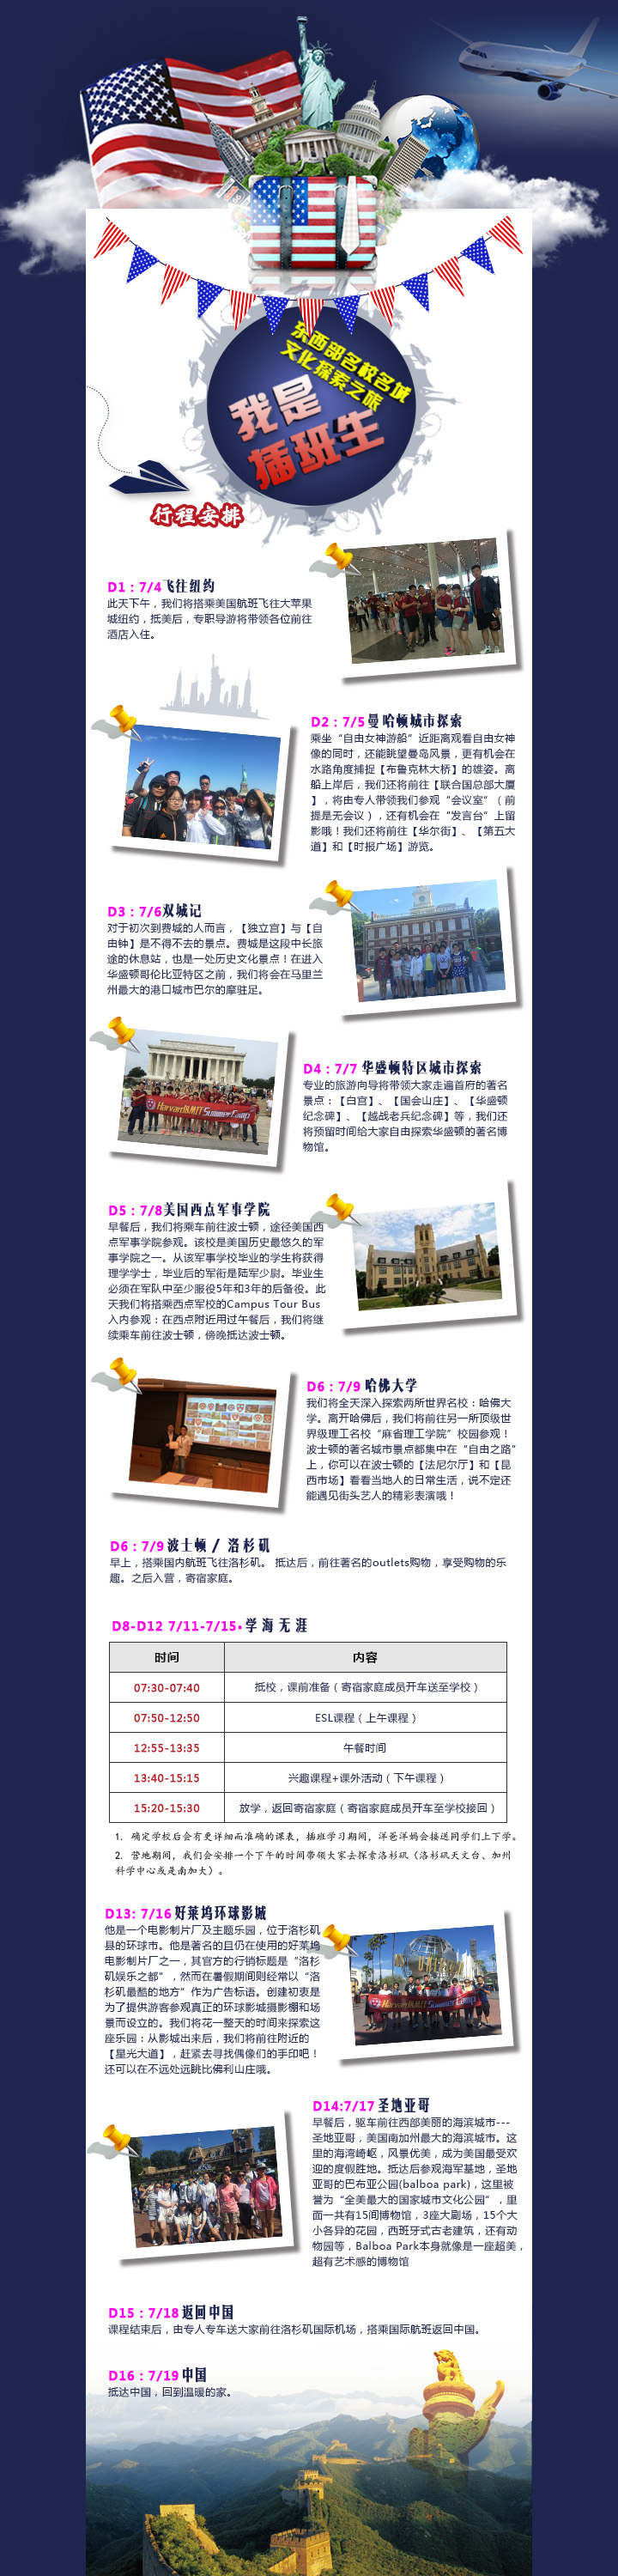 东西部名校名城
文化探索之旅
我是
插班生
行程安排
D1：7/4飞往纽约
此天下午，我们将搭乘美国航班飞往大苹果
城纽约，抵美后，专职导游将带领各位前往
酒店入住。
D2：7/5曼哈顿城市探索
乘坐“自由女神游船”近距离观看自由女神
像的同时，还能眺望曼岛风景，更有机会在
水路角度捕捉【布鲁克林大桥】的雄姿。离
船上岸后，我们还将前往【联合国总部大厦
】，将由专人带领我们参观“会议室”（前
提是无会议），还有机会在“发言台”上留
影哦！我们还将前往【华尔街】、【第五大
道】和【时报广场】游览。
D3：7/6双城记
对于初次到费城的人而言，【独立宫】与【自
由钟】是不得不去的景点。费城是这段中长旅
途的休息站，也是一处历史文化景点！在进入
华盛顿哥伦比亚特区之前，我们将会在马里兰
州最大的港口城市巴尔的摩驻足。
Harvard&MIT Summer Camp
D4：7/7 华盛顿特区城市探索
专业的旅游向导将带领大家走遍首府的著名
景点：【白宫】、【国会山庄】、【华盛顿
纪念碑】、【越战老兵纪念碑】等，我们还
将预留时间给大家自由探索华盛顿的著名博
物馆。
D5：7/8美国西点军事学院
早餐后，我们将乘车前往波士顿，途径美国西
点军事学院参观。该校是美国历史最悠久的军
事学院之一。从该军事学校毕业的学生将获得
理学学士，毕业后的军衔是陆军少尉。毕业生
必须在军队中至少服役5年和3年的后备役。此
天我们将搭乘西点军校的Campus Tour Bus
入内参观：在西点附近用过午餐后，我们将继
续乘车前往波士顿，傍晚抵达波士顿。
D6：7/9 哈佛大学
我们将全天深入探索两所世界名校：哈佛大
学。离开哈佛后，我们将前往另一所顶级世
界级理工名校“麻省理工学院”校园参观！
波士顿的著名城市景点都集中在“自由之路”
上，你可以在波士顿的【法尼尔厅】和【昆
西市场】看看当地人的日常生活，说不定还
能遇见街头艺人的精彩表演哦！
D6：7/9波士顿 / 洛杉矶
早上，搭乘国内航班飞往洛杉矶。 抵达后，前往著名的outlets购物，享受购物的乐
趣。之后入营，寄宿家庭。
D8-D12 7/11-7/15•学海无涯
时间 内容
07:30-07:40 抵校，课前准备（寄宿家庭成员开车送至学校）
07:50-12:50 ESL课程（上午课程）
12:55-13:35 午餐时间
13:40-15:15 兴趣课程+课外活动（下午课程）
15:20-15:30 放学，返回寄宿家庭（寄宿家庭成员开车至学校接回）
1. 确定学校后会有更详细而准确的课表，插班学习期间，洋爸洋妈会接送同学们上下学。
2. 营地期间，我们会安排一个下午的时间带领大家去探索洛杉矶（洛杉矶天文台、加州
科学中心或是南加大）。
D13: 7/16 好莱坞环球影城
他是一个电影制片厂及主题乐园，位于洛杉矶
县的环球市。他是著名的且仍在使用的好莱坞
电影制片厂之一，其官方的行销标题是“洛杉
矶娱乐之都”，然而在暑假期间则经常以“洛
杉矶最酷的地方”作为广告标语。创建初衷是
为了提供游客参观真正的环球影城摄影棚和场
景而设立的。我们将花一整天的时间来探索这
座乐园：从影城出来后，我们将前往附近的
【星光大道】，赶紧去寻找偶像们的手印吧！
还可以在不远处远眺比佛利山庄哦。
Harvard&MIT Summer Camp
D14:7/17圣地亚哥
早餐后，驱车前往西部美丽的海滨城市---
圣地亚哥，美国南加州最大的海滨城市。这
里的海湾崎岖，风景优美，成为美国最受欢
迎的度假胜地。抵达后参观海军基地，圣地
亚哥的巴布亚公园(balboa park)，这里被
誉为“全美最大的国家城市文化公园”，里
面一共有15间博物馆，3座大剧场，15个大
小各异的花园，西班牙式古老建筑，还有动
物园等，Balboa Park本身就像是一座超美，
超有艺术感的博物馆
D15：7/18返回中国
课程结束后，由专人专车送大家前往洛杉矶国际机场，搭乘国际航班返回中国。
D16：7/19中国
抵达中国，回到温暖的家。